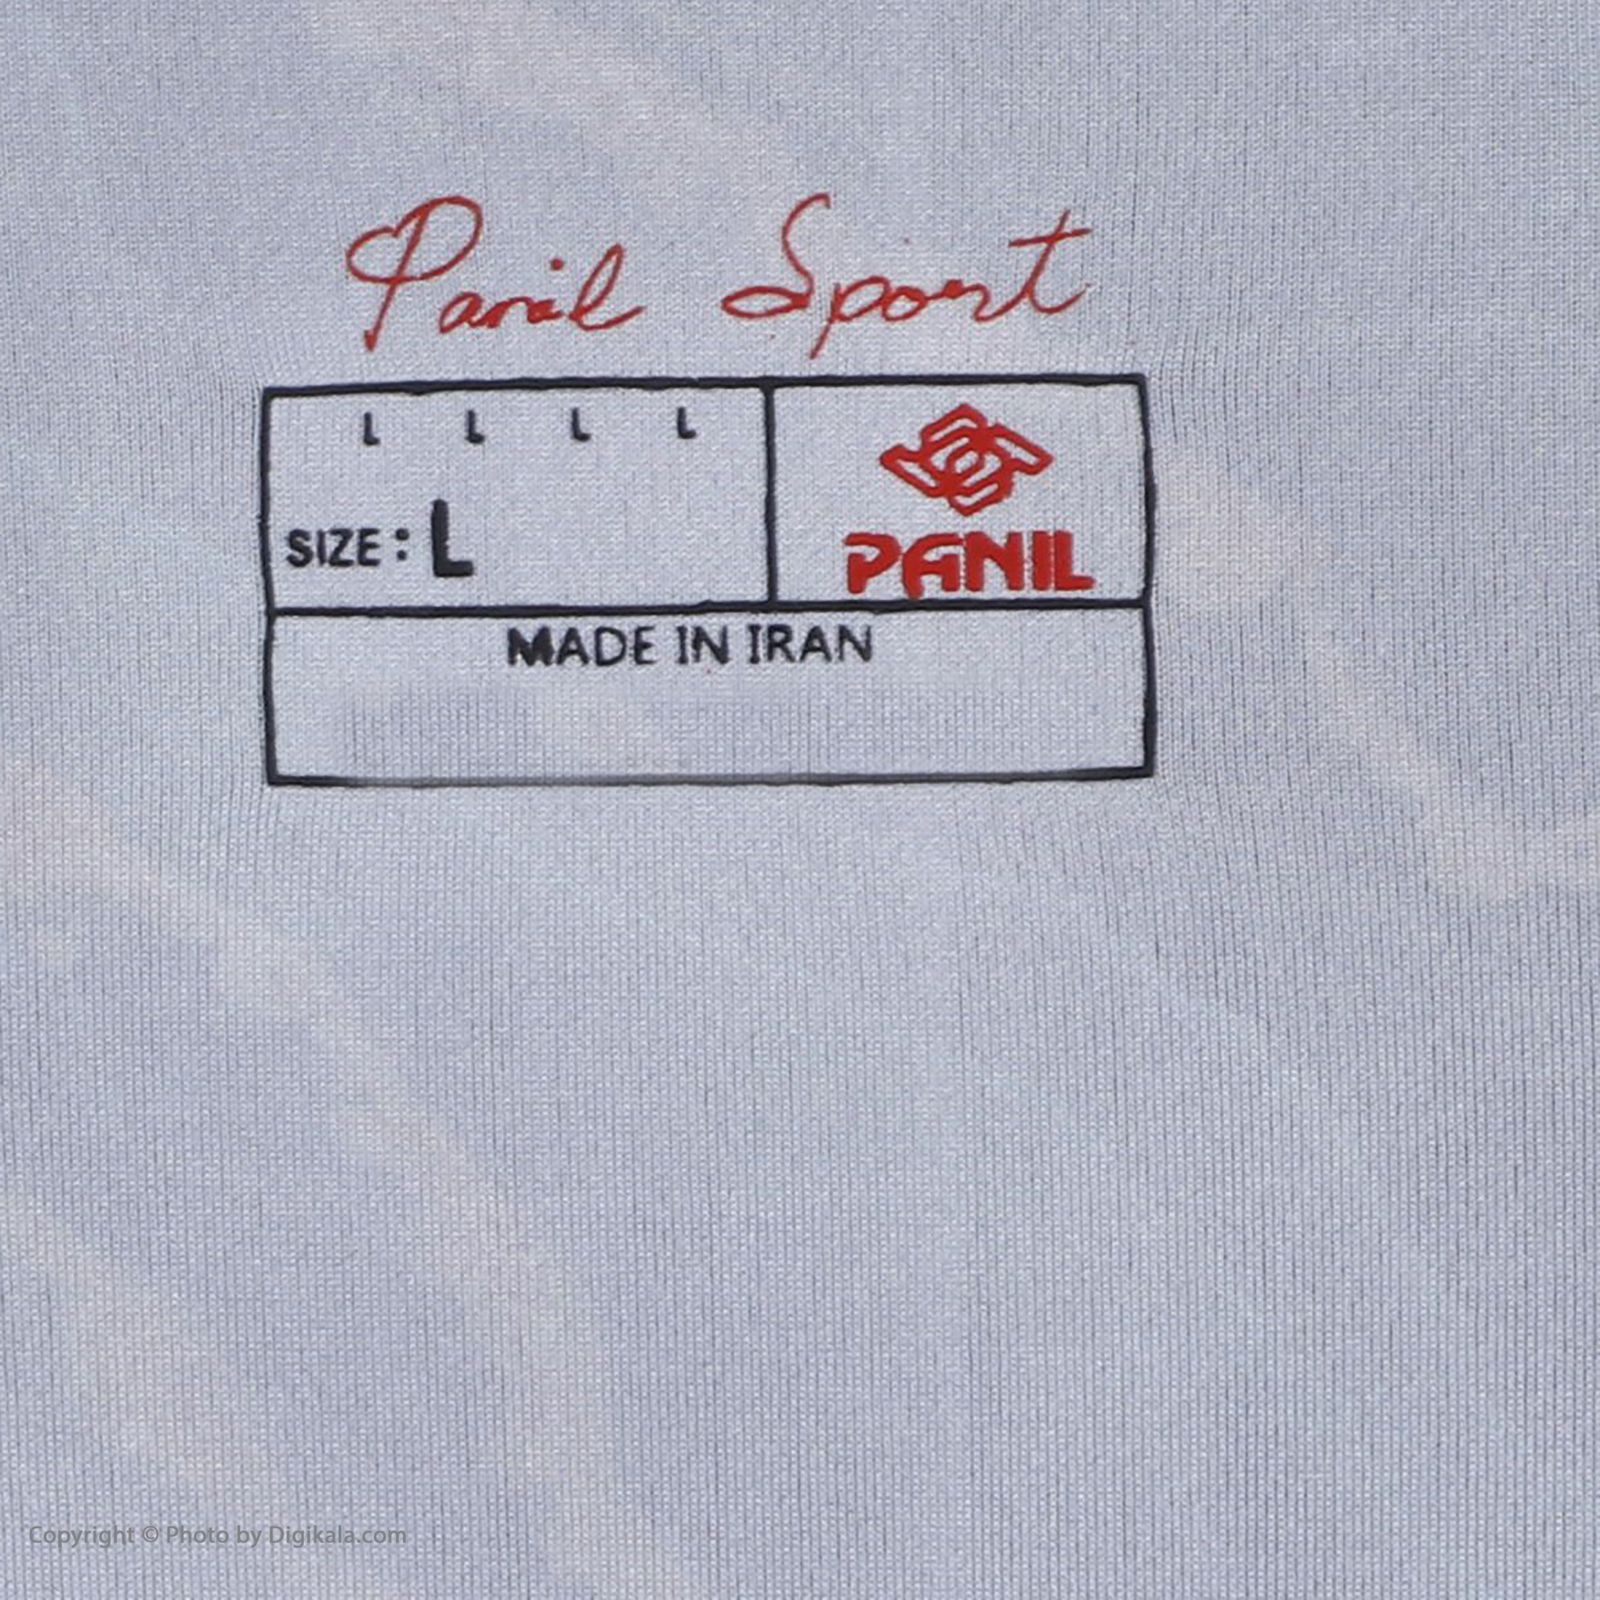 Panil Sport
L L L L
SIZE: L
PANIL
MADE IN IRAN
Copyright © Photo by Digikala.com